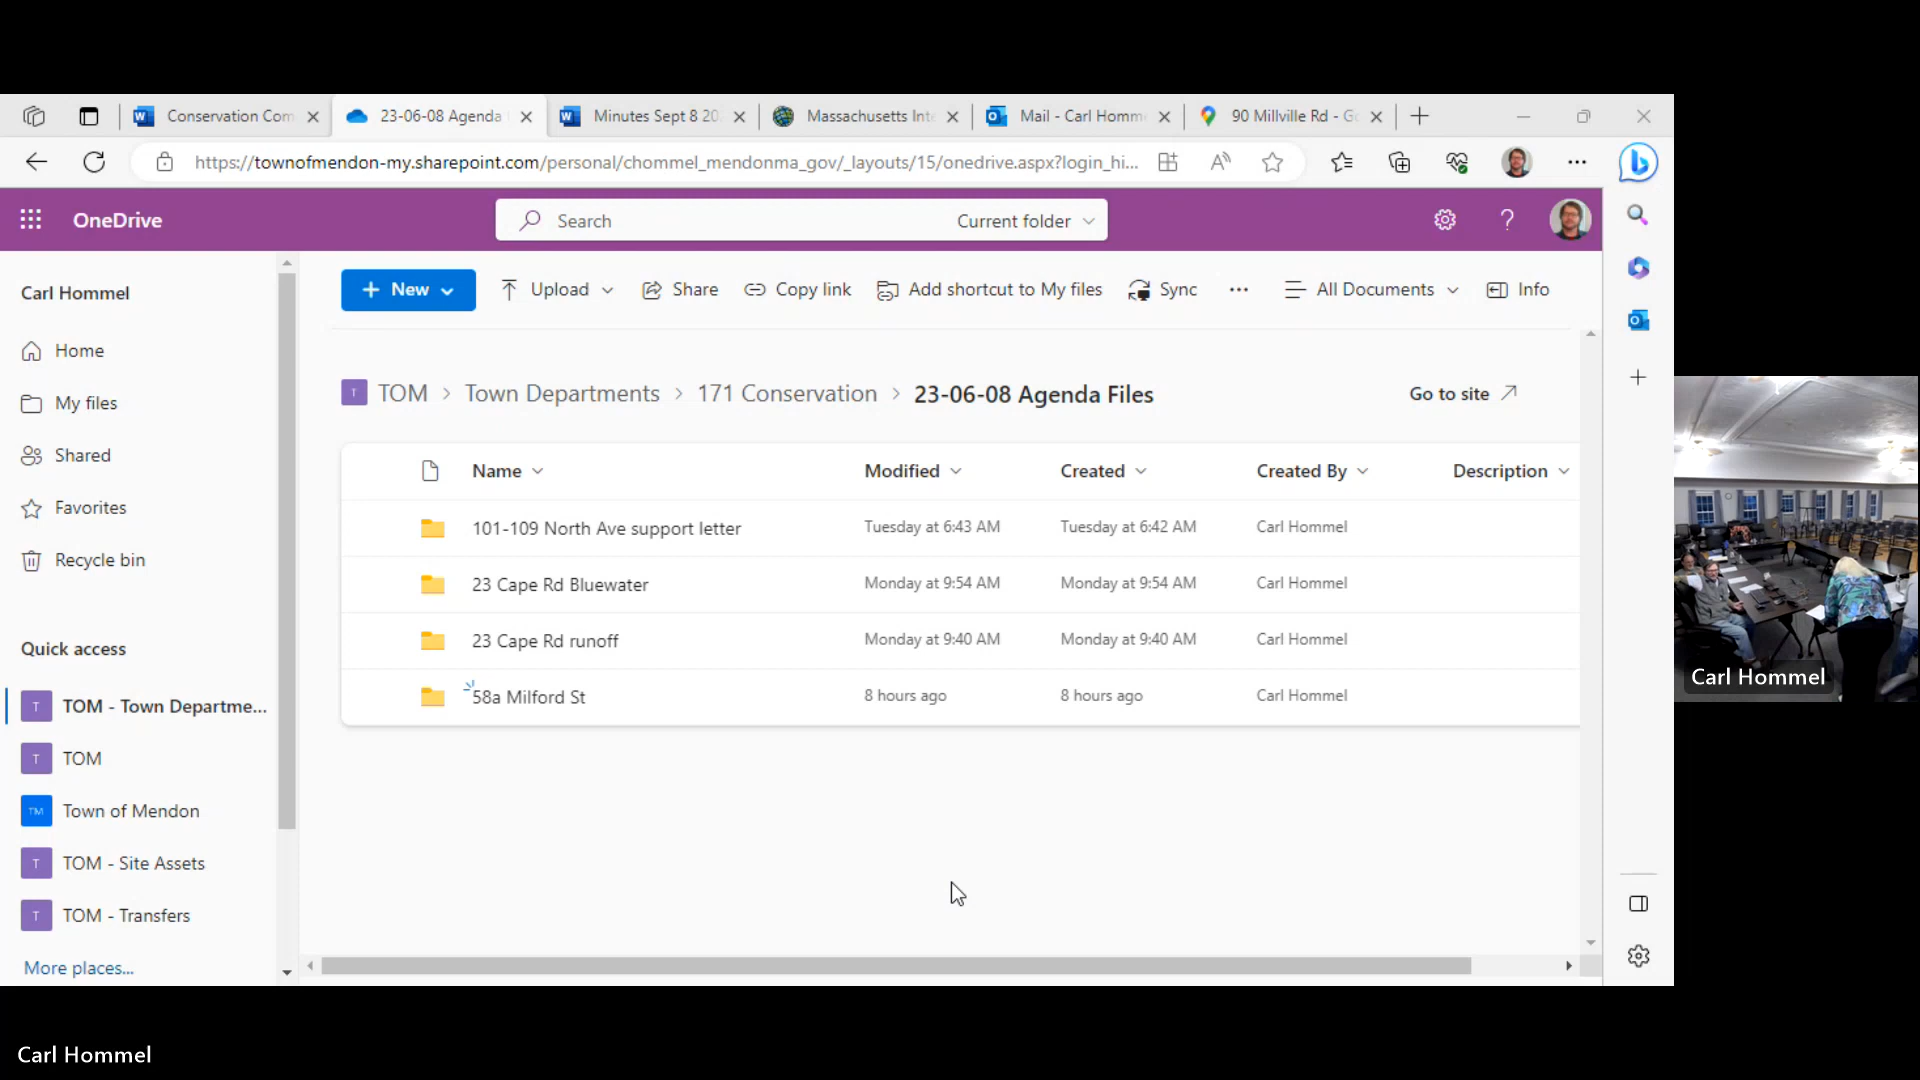 Conservation Com
23-06-08 Agenda
Minutes Sept 8 20
Massachusetts Int
Mail - Carl Homm
90 Millville Rd - G
https://townofmendon-my.sharepoint.com/personal/chommel_mendonma_gov/_layouts/15/onedrive.aspx?login_hi...
OneDrive
Search
Current folder
Carl Hommel
Home
My files
Shared
Favorites
Recycle bin
Quick access
T TOM - Town Departme...
T TOM
TM Town of Mendon
T TOM - Site Assets
T TOM - Transfers
More places...
+ New
Upload
Share
Copy link
Add shortcut to My files
Sync
...
All Documents
Info
T TOM > Town Departments > 171 Conservation > 23-06-08 Agenda Files
Go to site
Name Modified Created Created By Description
101-109 North Ave support letter Tuesday at 6:43 AM Tuesday at 6:42 AM Carl Hommel
23 Cape Rd Bluewater Monday at 9:54 AM Monday at 9:54 AM Carl Hommel
23 Cape Rd runoff Monday at 9:40 AM Monday at 9:40 AM Carl Hommel
58a Milford St 8 hours ago 8 hours ago Carl Hommel
Carl Hommel
Carl Hommel